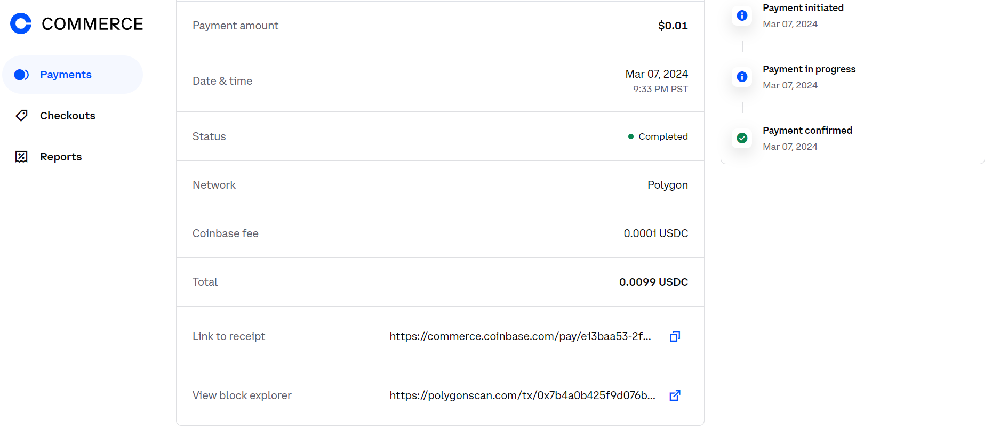 COMMERCE
Payments
Checkouts
Reports
Payment amount $0.01
Date & time Mar 07, 2024
9:33 PM PST
Status Completed
Network Polygon
Coinbase fee 0.0001 USDC
Total 0.0099 USDC
Link to receipt https://commerce.coinbase.com/pay/e13baa53-2f...
View block explorer https://polygonscan.com/tx/0x7b4a0b425f9d076b...
Payment initiated
Mar 07, 2024
Payment in progress
Mar 07, 2024
Payment confirmed
Mar 07, 2024